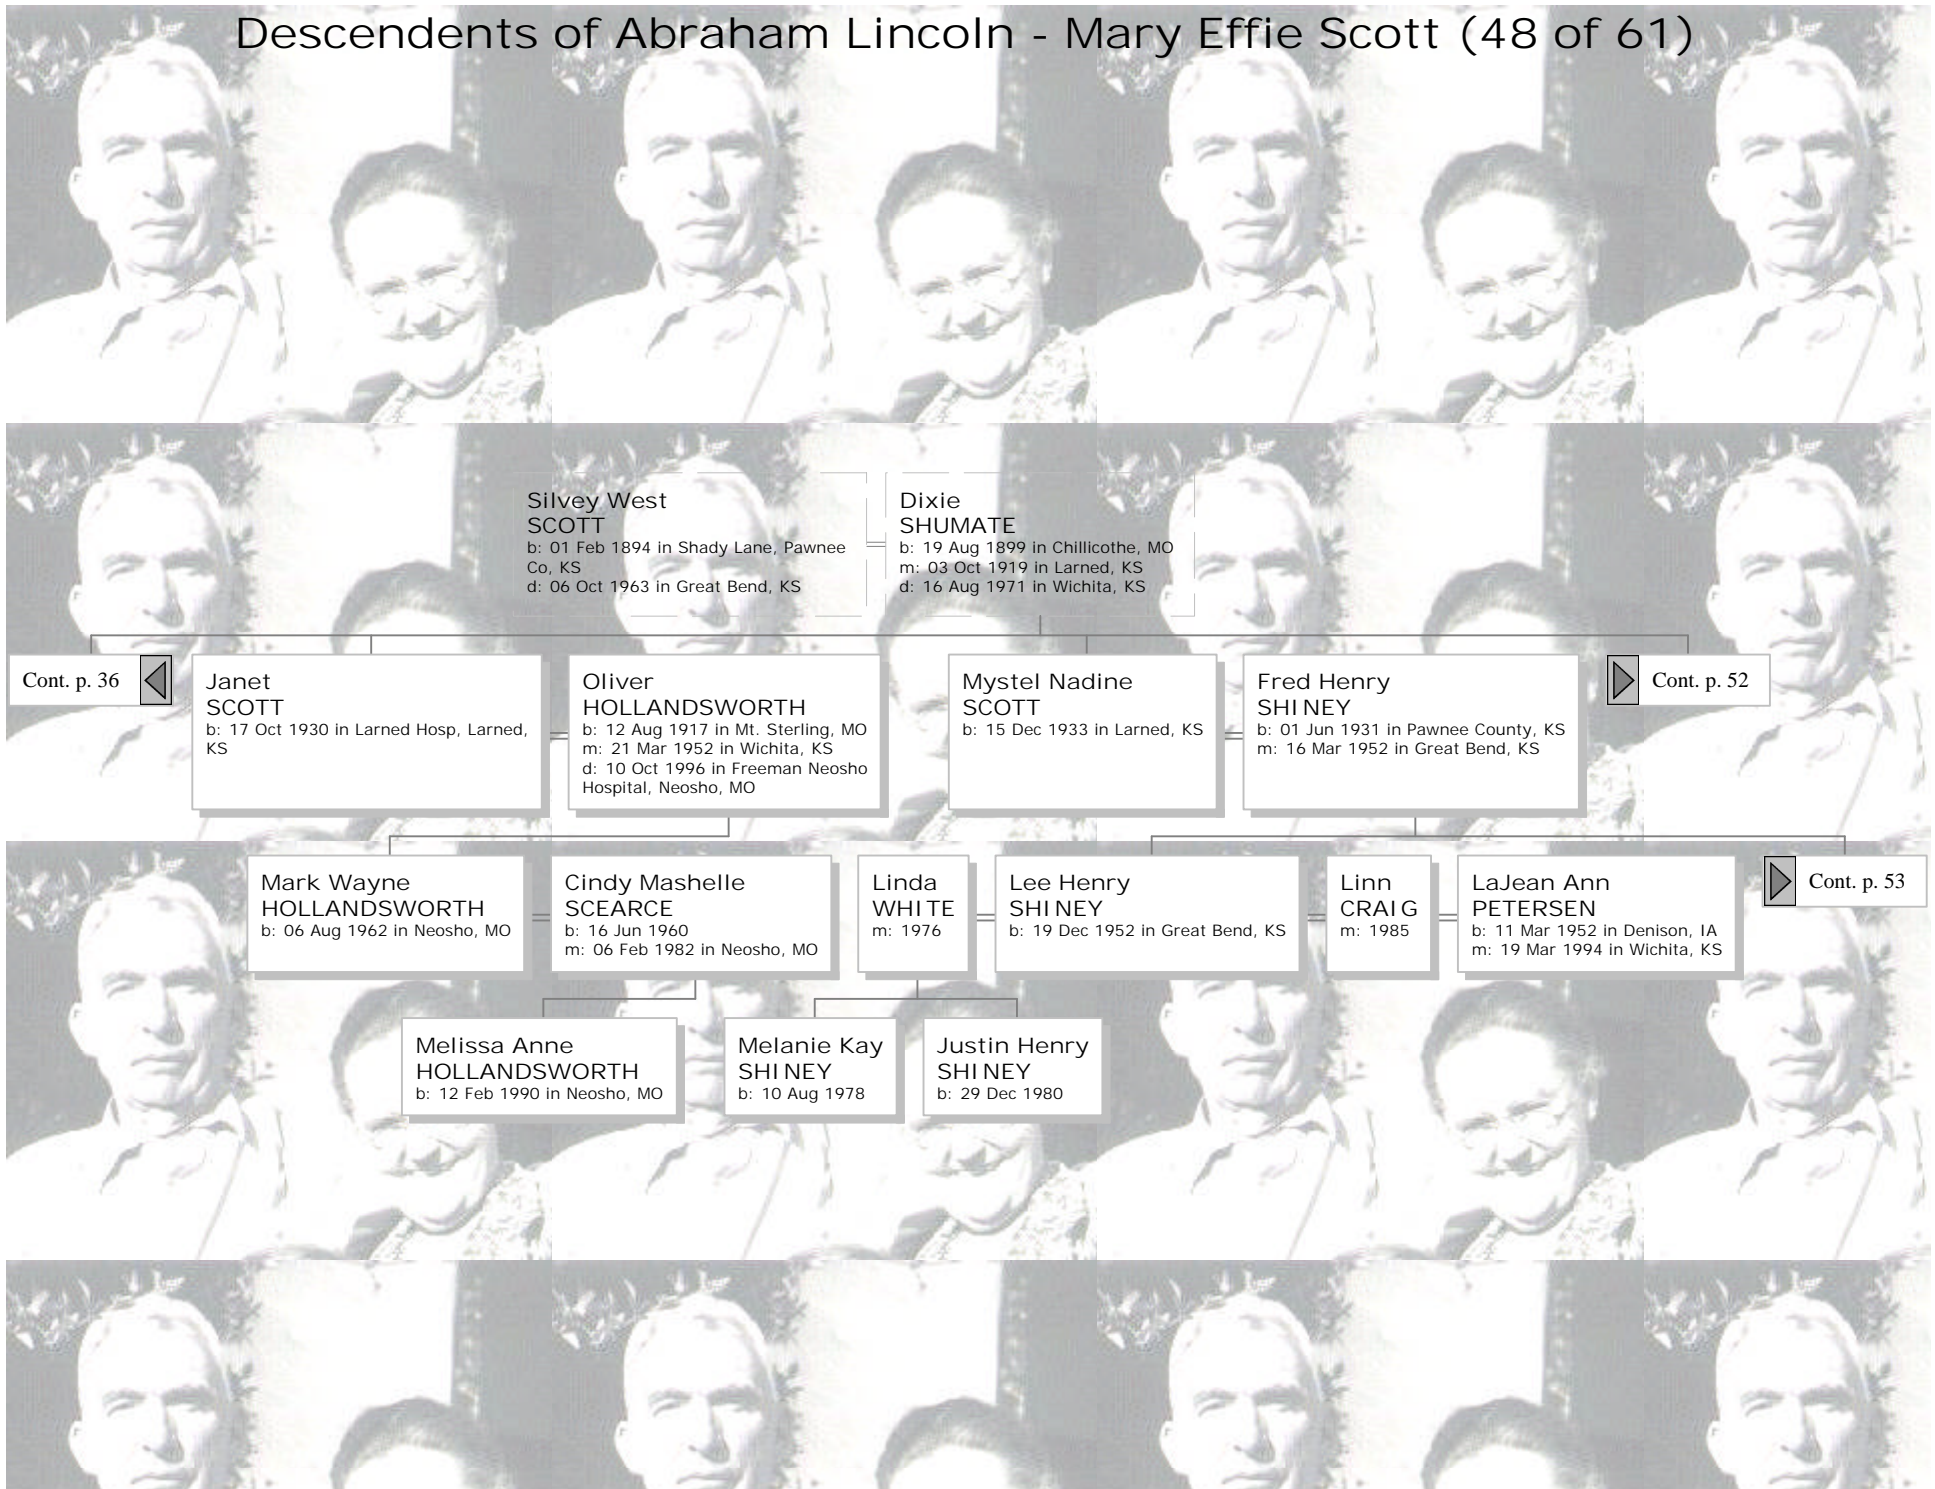 Descendents of Abraham Lincoln - Mary Effie Scott (48 of 61)
Silvey West
SCOTT
b: 01 Feb 1894 in Shady Lane, Pawnee
Co, KS
d: 06 Oct 1963 in Great Bend, KS
Dixie
SHUMATE
b: 19 Aug 1899 in Chillicothe, MO
m: 03 Oct 1919 in Larned, KS
d: 16 Aug 1971 in Wichita, KS
Cont. p. 36
Janet
SCOTT
b: 17 Oct 1930 in Larned Hosp, Larned,
KS
Oliver
HOLLANDSWORTH
b: 12 Aug 1917 in Mt. Sterling, MO
m: 21 Mar 1952 in Wichita, KS
d: 10 Oct 1996 in Freeman Neosho
Hospital, Neosho, MO
Mystel Nadine
SCOTT
b: 15 Dec 1933 in Larned, KS
Fred Henry
SHINEY
b: 01 Jun 1931 in Pawnee County, KS
m: 16 Mar 1952 in Great Bend, KS
Cont. p. 52
Mark Wayne
HOLLANDSWORTH
b: 06 Aug 1962 in Neosho, MO
Cindy Mashelle
SCEARCE
b: 16 Jun 1960
m: 06 Feb 1982 in Neosho, MO
Linda
WHITE
m: 1976
Lee Henry
SHINEY
b: 19 Dec 1952 in Great Bend, KS
Linn
CRAIG
m: 1985
LaJean Ann
PETERSEN
b: 11 Mar 1952 in Denison, IA
m: 19 Mar 1994 in Wichita, KS
Cont. p. 53
Melissa Anne
HOLLANDSWORTH
b: 12 Feb 1990 in Neosho, MO
Melanie Kay
SHINEY
b: 10 Aug 1978
Justin Henry
SHINEY
b: 29 Dec 1980